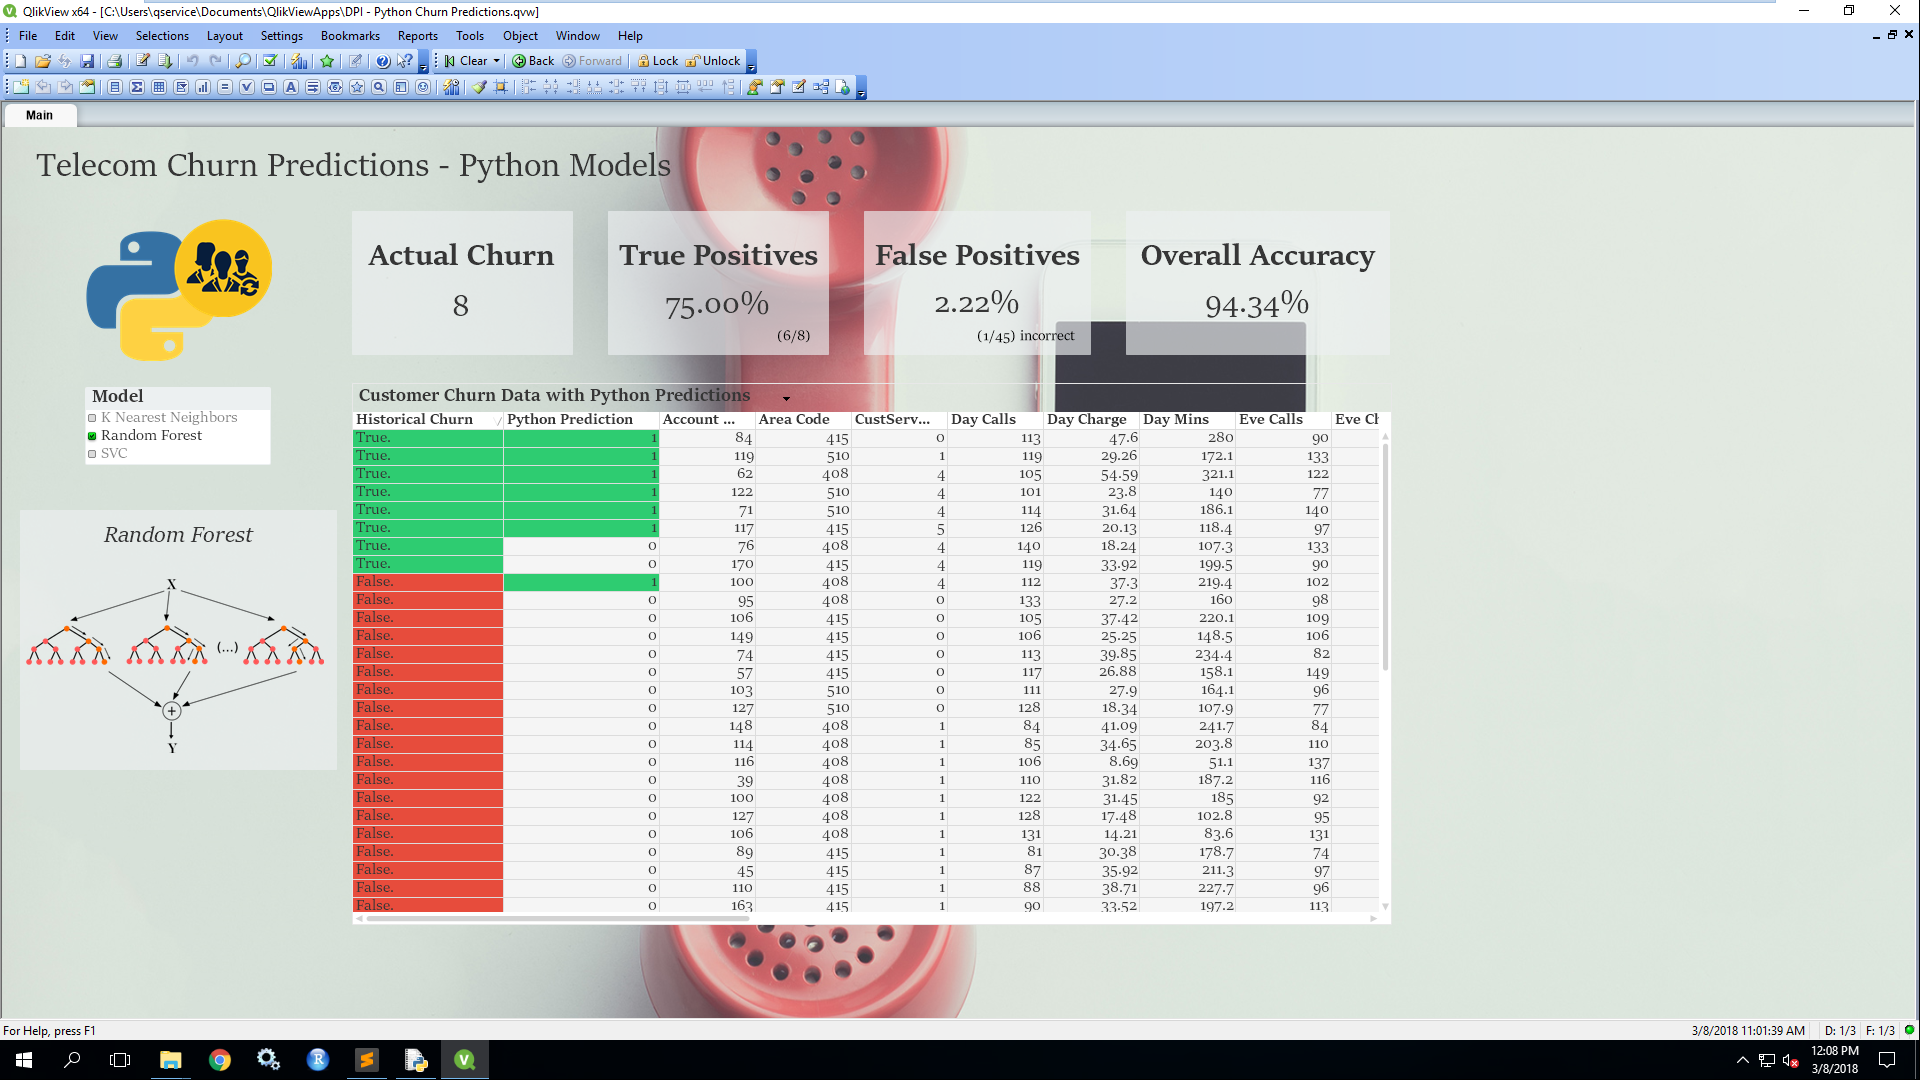 QlikView x64 - [C:\Users\qservice\Documents\QlikViewApps\DPI - Python Churn Predictions.qvw]
File Edit View Selections Layout Settings Bookmarks Reports Tools Object Window Help
Clear Back Forward Lock Unlock
Main
Telecom Churn Predictions - Python Models
Actual Churn
8
True Positives
75.00%
(6/8)
False Positives
2.22%
(1/45) incorrect
Overall Accuracy
94.34%
Model
K Nearest Neighbors
Random Forest
SVC
Random Forest
X
(...)
+
Y
Customer Churn Data with Python Predictions
Historical Churn Python Prediction Account ... Area Code CustServ... Day Calls Day Charge Day Mins Eve Calls Eve Ch
True. 1 84 415 0 113 47.6 280 90
True. 1 119 510 1 119 29.26 172.1 133
True. 1 62 408 4 105 54.59 321.1 122
True. 1 122 510 4 101 23.8 140 77
True. 1 71 510 4 114 31.64 186.1 140
True. 1 117 415 5 126 20.13 118.4 97
True. 0 76 408 4 140 18.24 107.3 133
True. 0 170 415 4 119 33.92 199.5 90
False. 1 100 408 4 112 37.3 219.4 102
False. 0 95 408 0 133 27.2 160 98
False. 0 106 415 0 105 37.42 220.1 109
False. 0 149 415 0 106 25.25 148.5 106
False. 0 74 415 0 113 39.85 234.4 82
False. 0 57 415 0 117 26.88 158.1 149
False. 0 103 510 0 111 27.9 164.1 96
False. 0 127 510 0 128 18.34 107.9 77
False. 0 148 408 1 84 41.09 241.7 84
False. 0 114 408 1 85 34.65 203.8 110
False. 0 116 408 1 106 8.69 51.1 137
False. 0 39 408 1 110 31.82 187.2 116
False. 0 100 408 1 122 31.45 185 92
False. 0 127 408 1 128 17.48 102.8 95
False. 0 106 408 1 131 14.21 83.6 131
False. 0 89 415 1 81 30.38 178.7 74
False. 0 45 415 1 87 35.92 211.3 97
False. 0 110 415 1 88 38.71 227.7 96
False. 0 163 415 1 90 33.52 197.2 113
For Help, press F1
3/8/2018 11:01:39 AM D: 1/3 F: 1/3
12:08 PM
3/8/2018